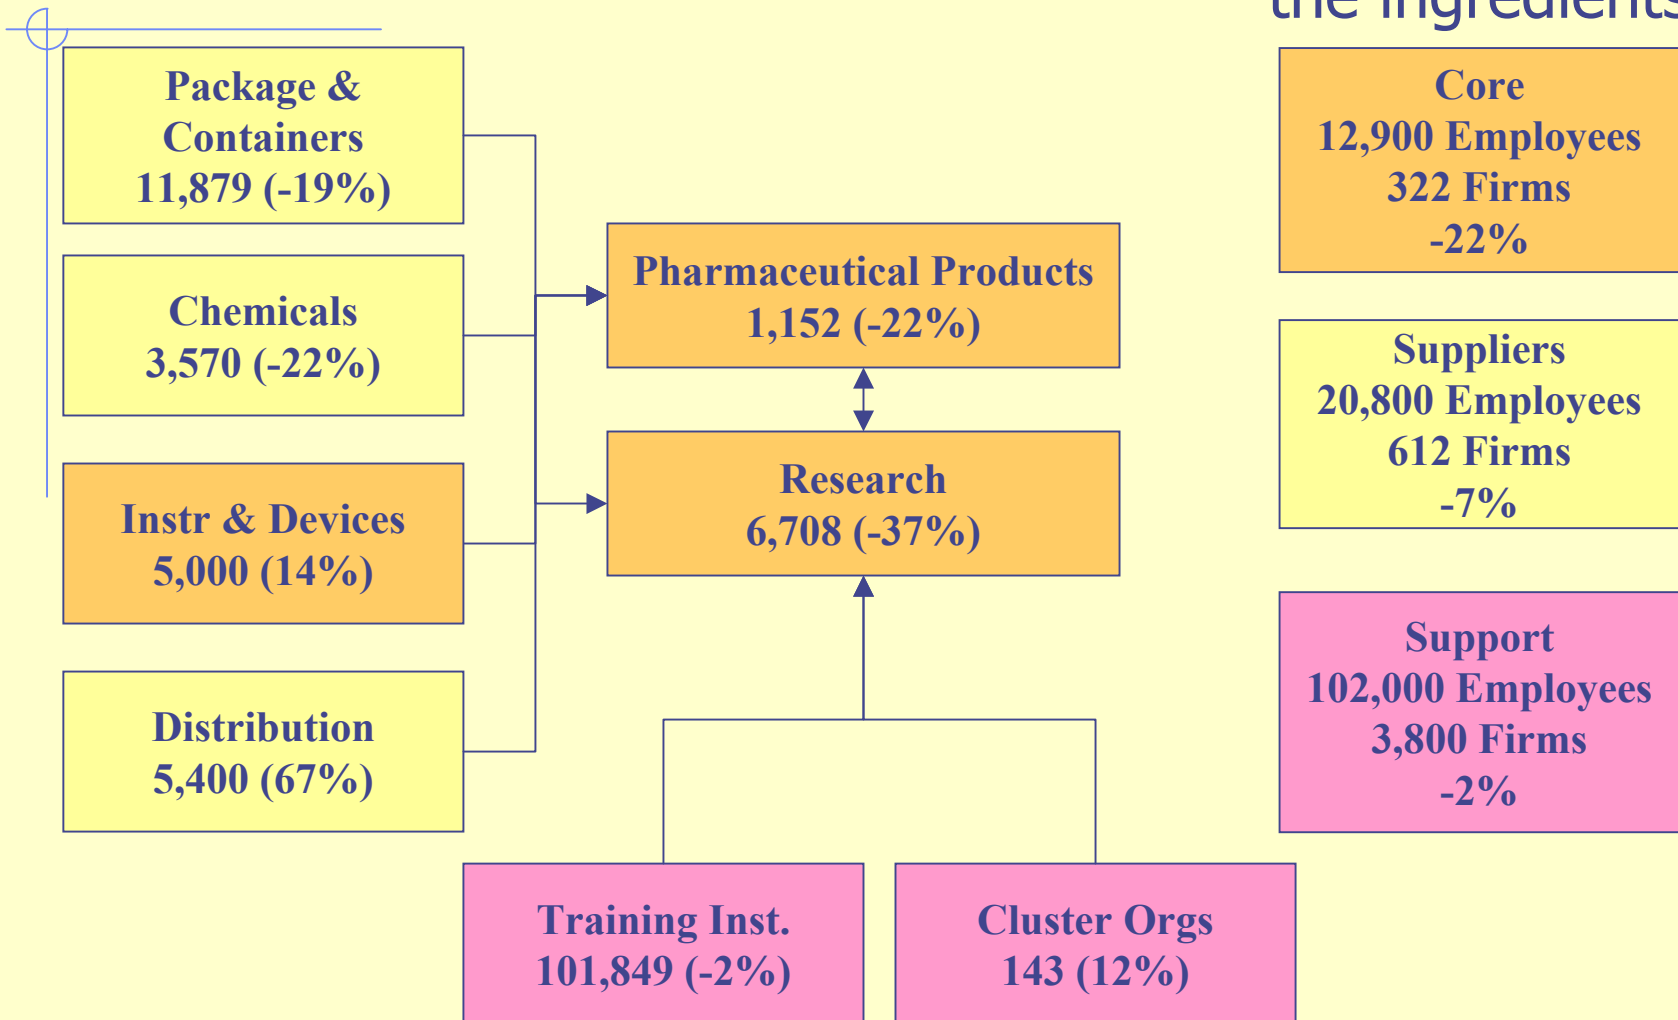 the ingredients
Package &
Containers
11,879 (-19%)
Chemicals
3,570 (-22%)
Instr & Devices
5,000 (14%)
Distribution
5,400 (67%)
Pharmaceutical Products
1,152 (-22%)
Research
6,708 (-37%)
Training Inst.
101,849 (-2%)
Cluster Orgs
143 (12%)
Core
12,900 Employees
322 Firms
-22%
Suppliers
20,800 Employees
612 Firms
-7%
Support
102,000 Employees
3,800 Firms
-2%